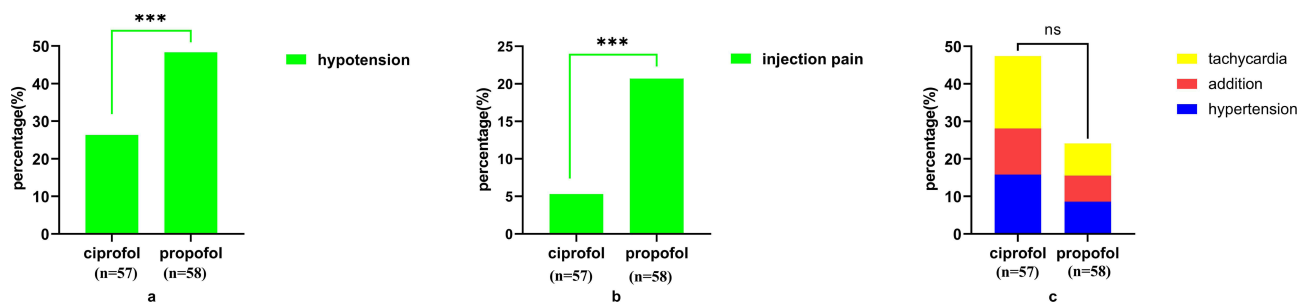 ***
hypotension
percentage(%)
50
40
30
20
10
0
ciprofol propofol
(n=57) (n=58)
a
***
injection pain
percentage(%)
25
20
15
10
5
0
ciprofol propofol
(n=57) (n=58)
b
ns
tachycardia
addition
hypertension
percentage(%)
50
40
30
20
10
0
ciprofol propofol
(n=57) (n=58)
c